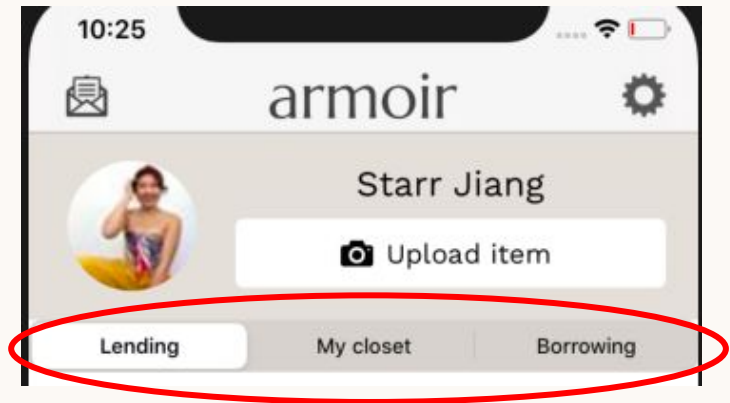 10:25
armoir
Starr Jiang
Upload item
Lending My closet Borrowing